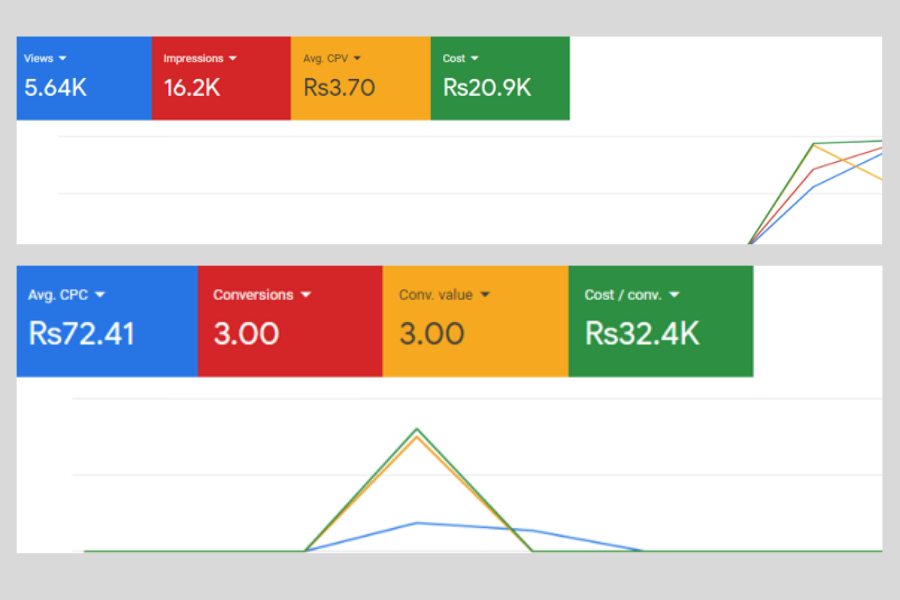 Views Impressions Avg. CPV Cost
5.64K 16.2K Rs3.70 Rs20.9K
Avg. CPC Conversions Conv. value Cost / conv.
Rs72.41 3.00 3.00 Rs32.4K